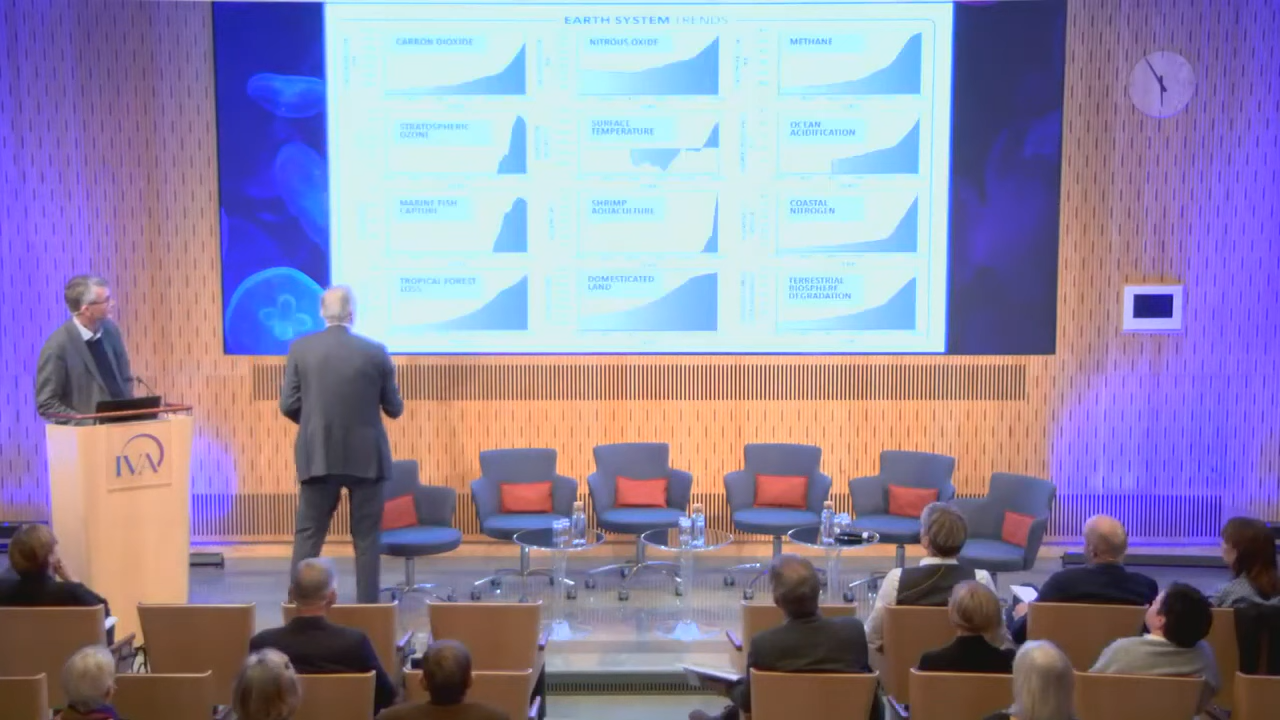 EARTH SYSTEM TRENDS
CARBON DIOXIDE
NITROUS OXIDE
METHANE
STRATOSPHERIC
OZONE
SURFACE
TEMPERATURE
OCEAN
ACIDIFICATION
MARINE FISH
CAPTURE
SHRIMP
AQUACULTURE
COASTAL
NITROGEN
TROPICAL FOREST
LOSS
DOMESTICATED
LAND
TERRESTRIAL
BIOSPHERE
DEGRADATION
IVA